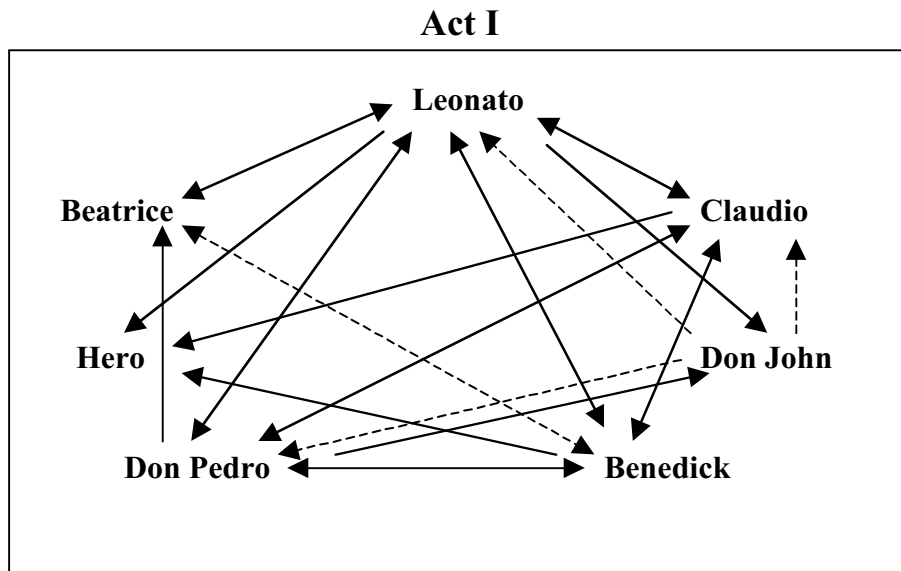 Act I
Leonato
Beatrice
Claudio
Hero
Don John
Don Pedro
Benedick